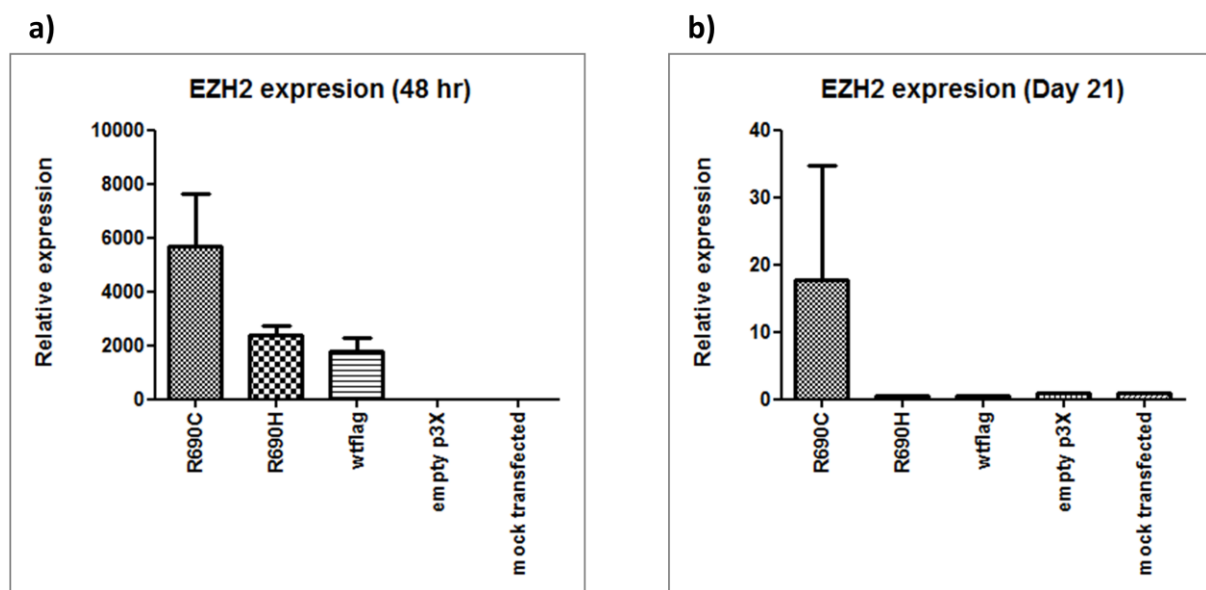 a)
EZH2 expresion (48 hr)
Relative expression
10000
8000
6000
4000
2000
0
R690C
R690H
wtflag
empty p3X
mock transfected
b)
EZH2 expresion (Day 21)
Relative expression
40
30
20
10
0
R690C
R690H
wtflag
empty p3X
mock transfected